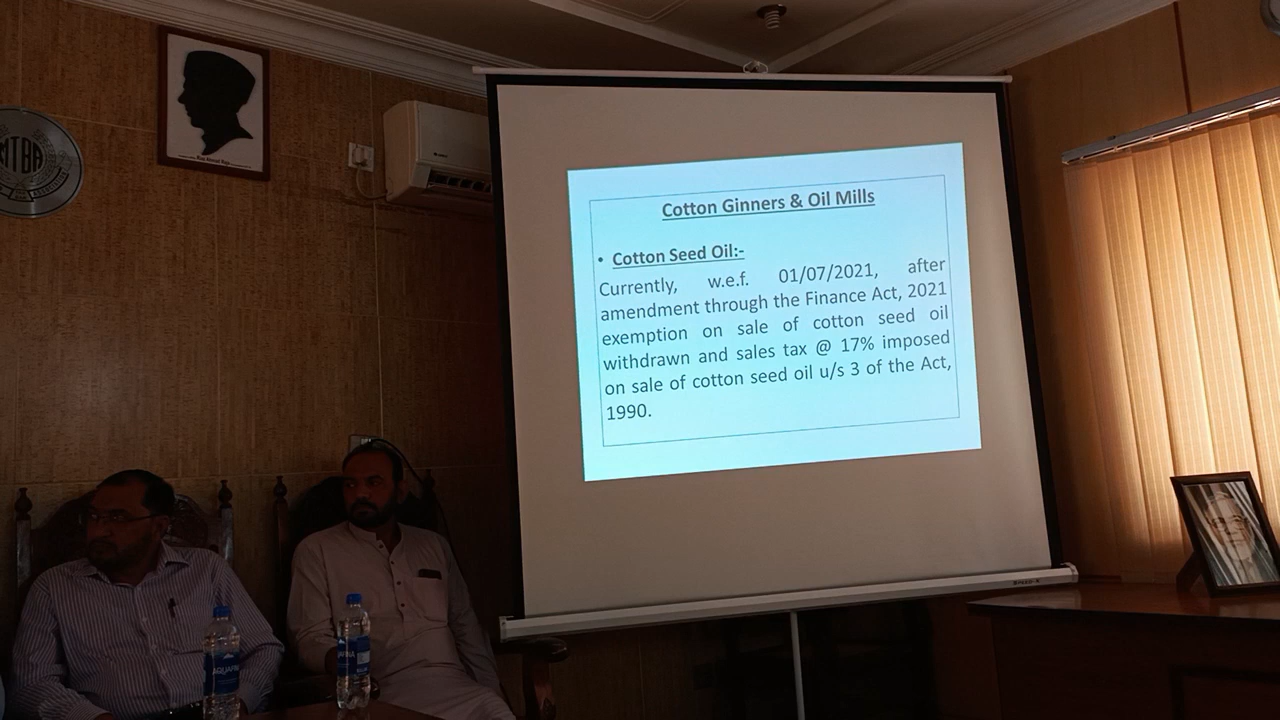 MTBA
Cotton Ginners & Oil Mills
• Cotton Seed Oil:-
Currently, w.e.f. 01/07/2021, after
amendment through the Finance Act, 2021
exemption on sale of cotton seed oil
withdrawn and sales tax @ 17% imposed
on sale of cotton seed oil u/s 3 of the Act,
1990.
AQUAFINA